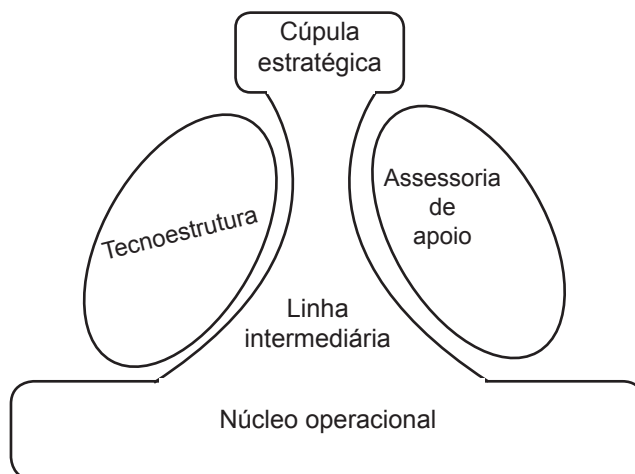 Cúpula
estratégica
Tecnoestrutura
Assessoria
de
apoio
Linha
intermediária
Núcleo operacional